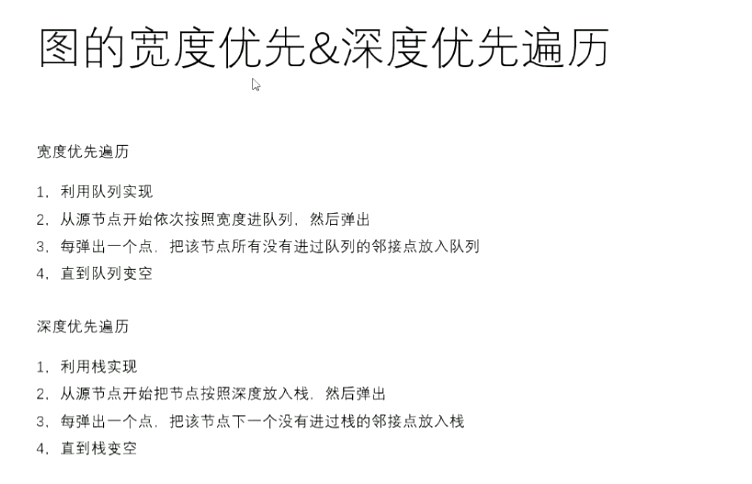 图的宽度优先&深度优先遍历
宽度优先遍历
1，利用队列实现
2，从源节点开始依次按照宽度进队列，然后弹出
3，每弹出一个点，把该节点所有没有进过队列的邻接点放入队列
4，直到队列变空
深度优先遍历
1，利用栈实现
2，从源节点开始把节点按照深度放入栈，然后弹出
3，每弹出一个点，把该节点下一个没有进过栈的邻接点放入栈
4，直到栈变空